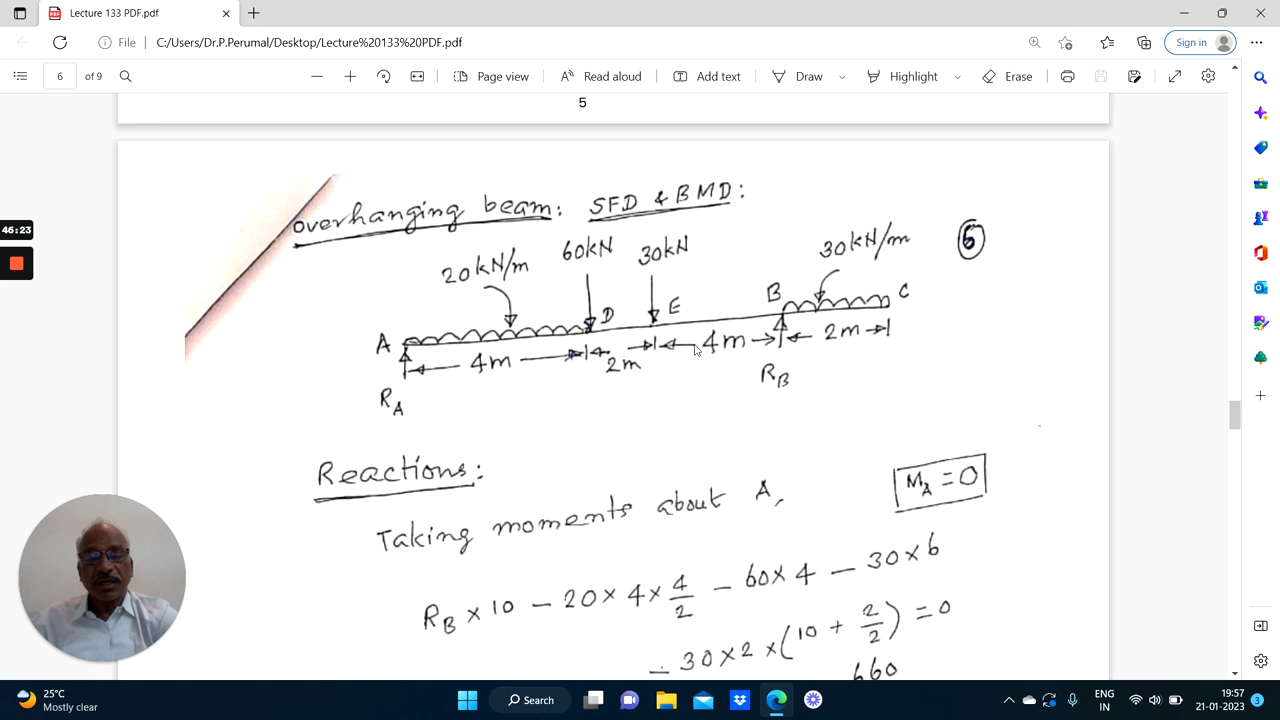 Lecture 133 PDF.pdf
File C:/Users/Dr.P.Perumal/Desktop/Lecture%20133%20PDF.pdf
Sign in
6 of 9
Page view
Read aloud
Add text
Draw
Highlight
Erase
5
overhanging beam: SFD & BMD:
20kN/m 60kN 30kN 30kN/m 6
A D E B C
4m 2m 4m 2m
R_A R_B
46:23
Reactions:
Taking moments about A, M_A = 0
R_B × 10 − 20 × 4 × 4/2 − 60 × 4 − 30 × 6
− 30 × 2 × (10 + 2/2) = 0
660
25°C
Mostly clear
Search
ENG
IN
19:57
21-01-2023
3